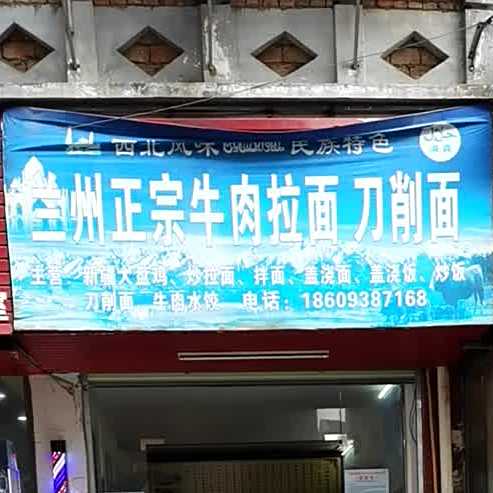 西北风味 民族特色
清真
兰州正宗牛肉拉面 刀削面
主营：新疆大盘鸡、炒拉面、拌面、盖浇面、盖浇饭、炒饭
刀削面、牛肉水饺 电话：18609387168